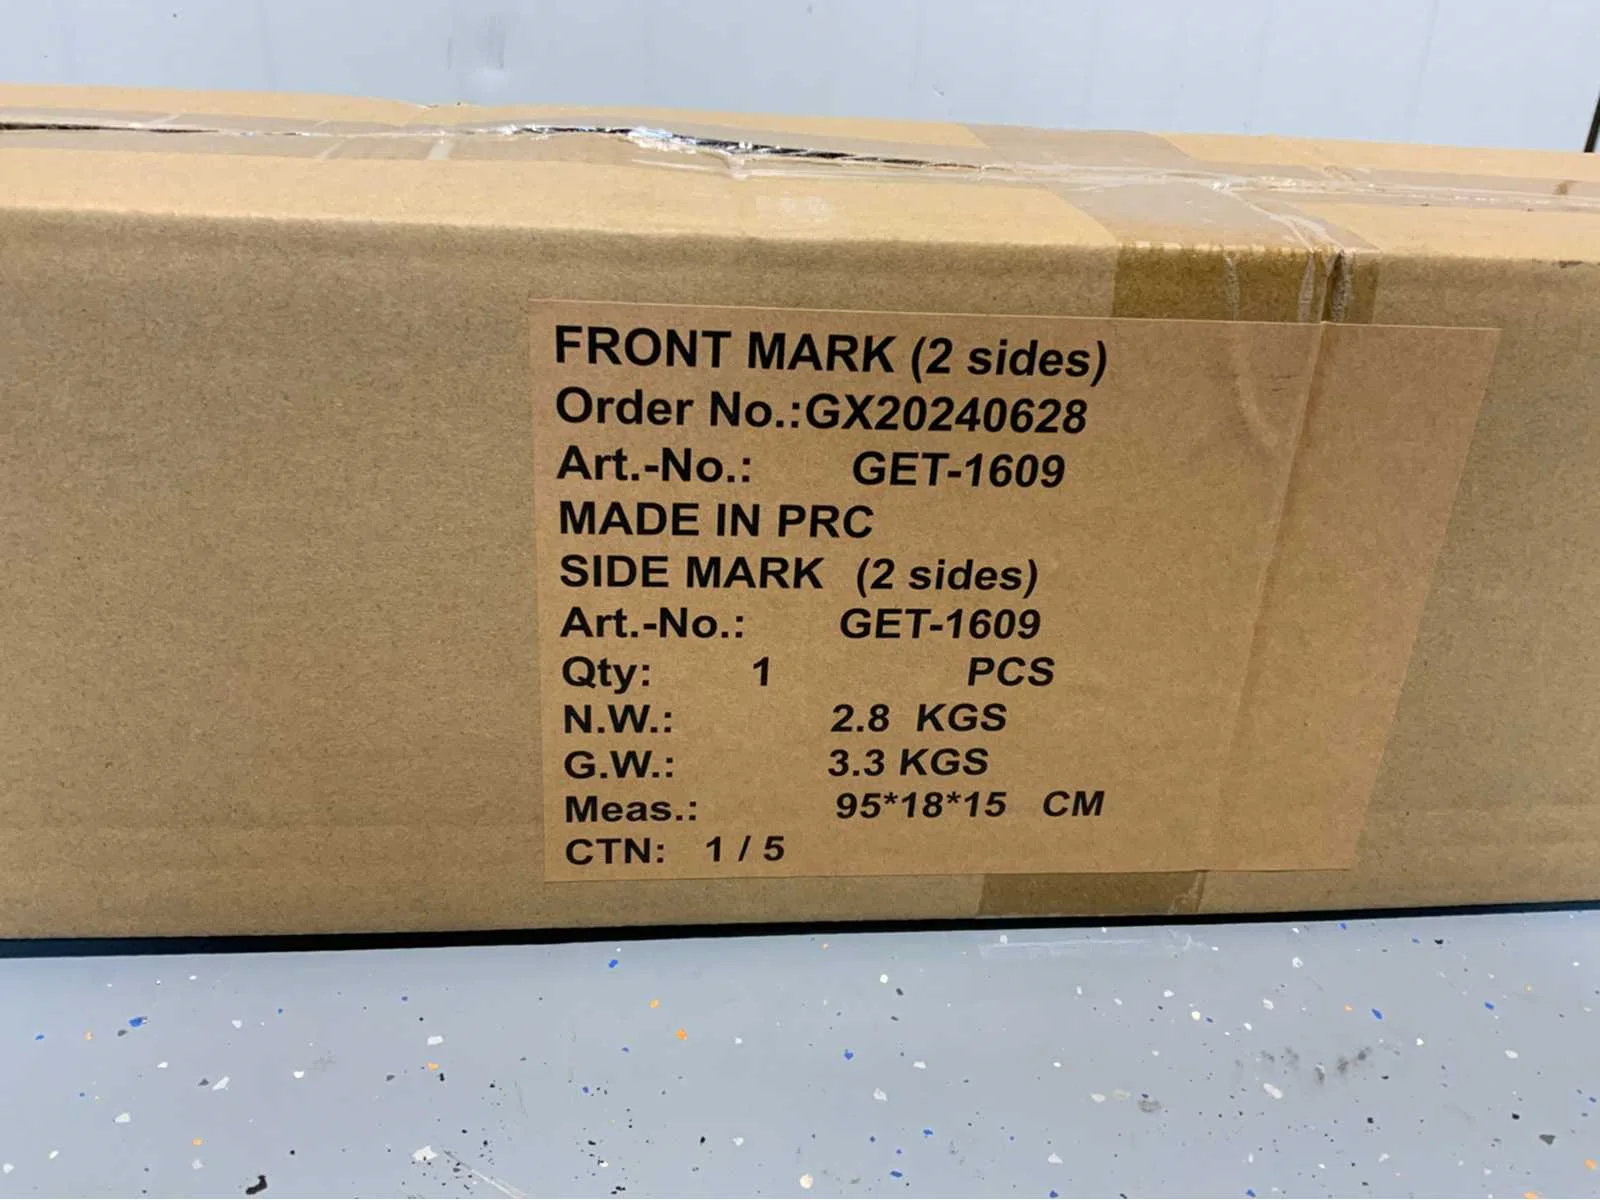 FRONT MARK (2 sides)
Order No.:GX20240628
Art.-No.: GET-1609
MADE IN PRC
SIDE MARK (2 sides)
Art.-No.: GET-1609
Qty: 1 PCS
N.W.: 2.8 KGS
G.W.: 3.3 KGS
Meas.: 95*18*15 CM
CTN: 1 / 5